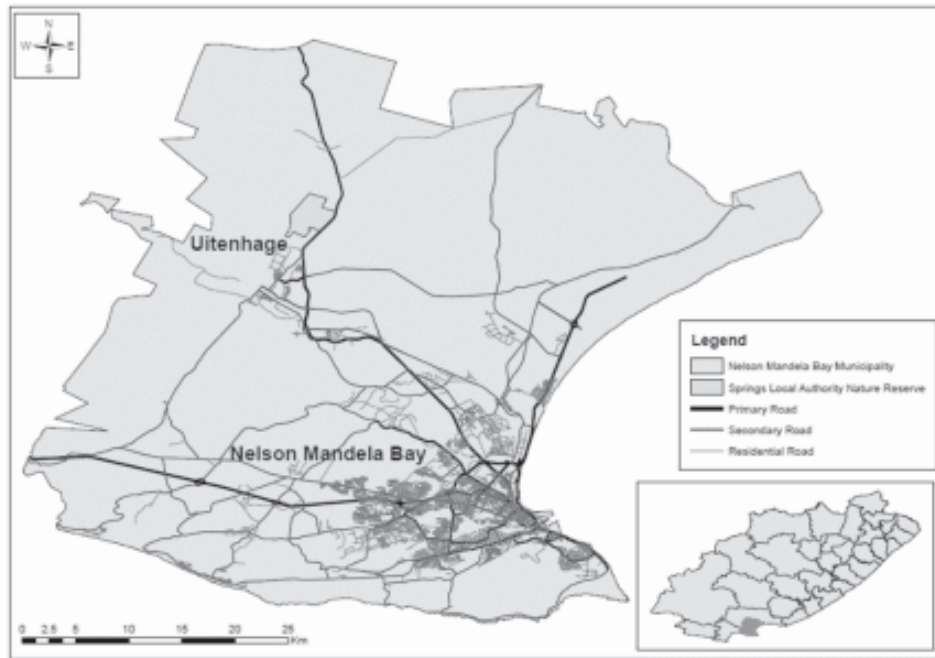 N
W E
S
Uitenhage
Nelson Mandela Bay
Legend
Nelson Mandela Bay Municipality
Springs Local Authority Nature Reserve
Primary Road
Secondary Road
Residential Road
0 2.5 5 10 15 20 25
Km